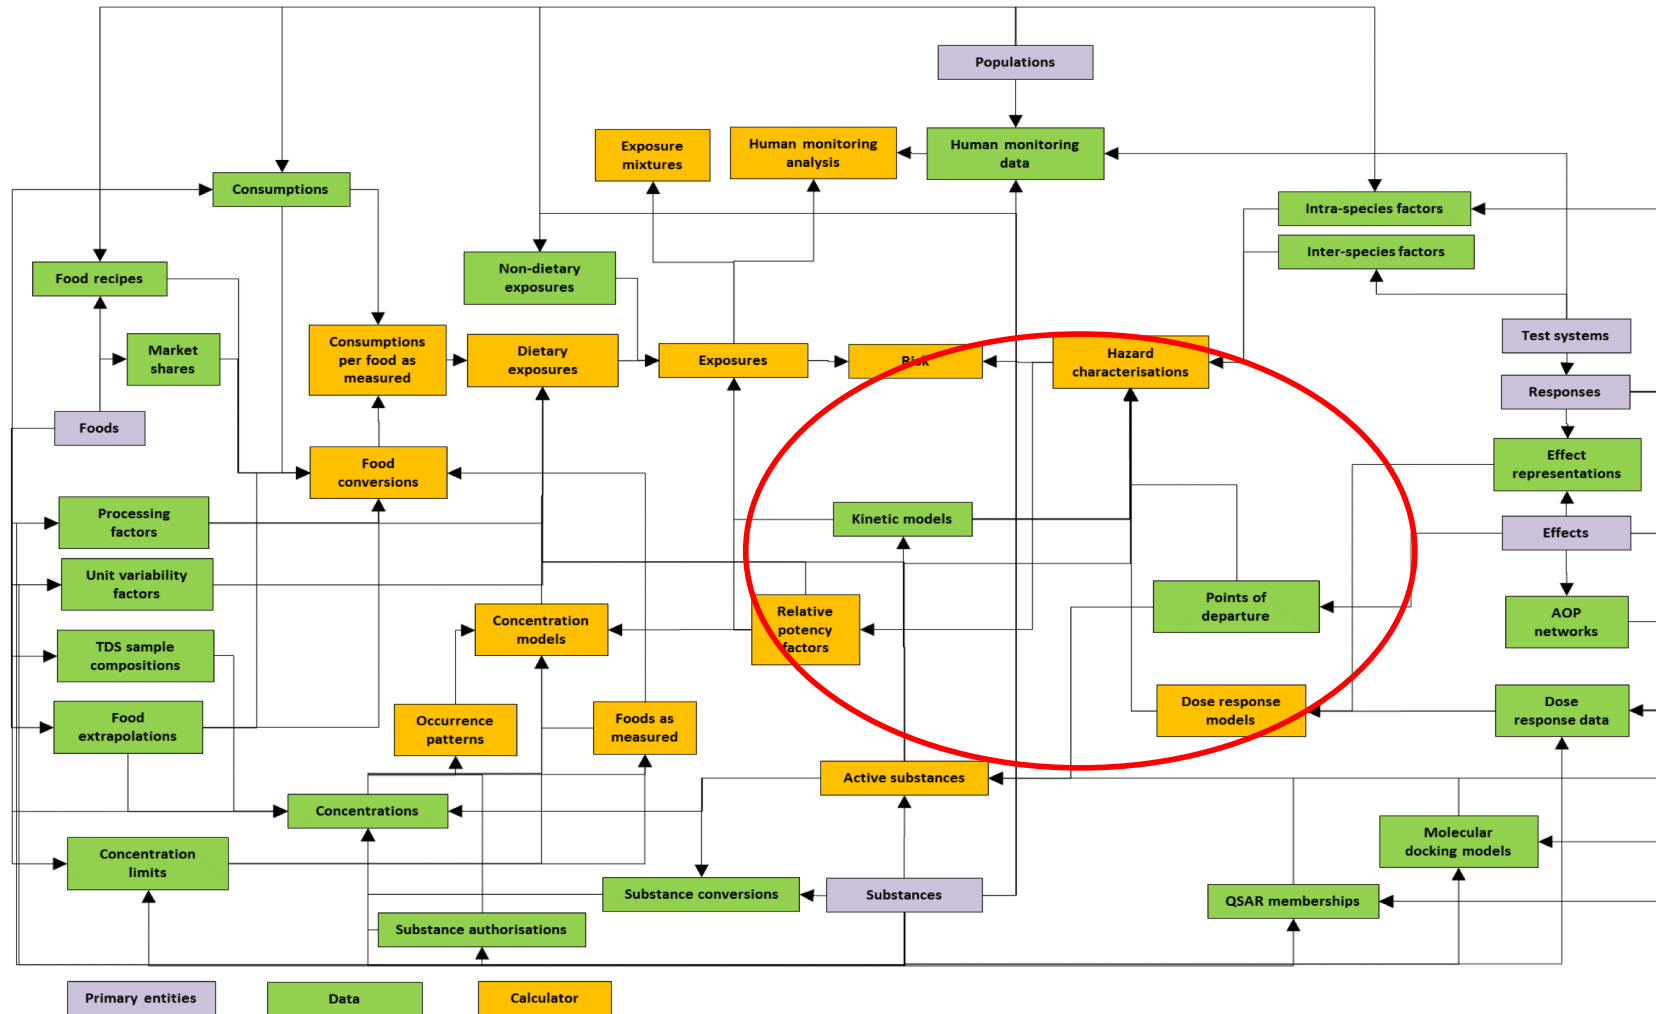 Populations
Exposure
mixtures
Human monitoring
analysis
Human monitoring
data
Consumptions
Intra-species factors
Inter-species factors
Food recipes
Non-dietary
exposures
Test systems
Market
shares
Consumptions
per food as
measured
Dietary
exposures
Exposures
Risk
Hazard
characterisations
Responses
Foods
Food
conversions
Effect
representations
Processing
factors
Kinetic models
Effects
Unit variability
factors
Points of
departure
AOP
networks
Concentration
models
Relative
potency
factors
TDS sample
compositions
Food
extrapolations
Occurrence
patterns
Foods as
measured
Dose response
models
Dose
response data
Active substances
Concentrations
Molecular
docking models
Concentration
limits
Substance conversions
Substances
QSAR memberships
Substance authorisations
Primary entities
Data
Calculator